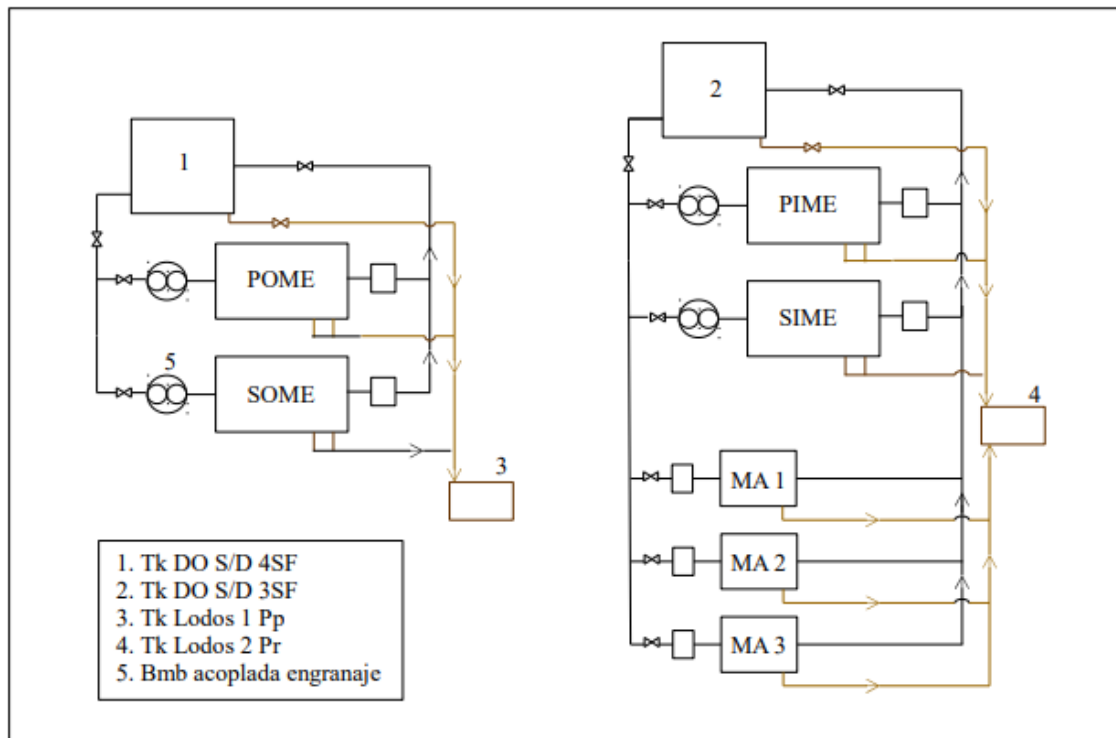 1
POME
5
SOME
3
2
PIME
SIME
4
MA 1
MA 2
MA 3
1. Tk DO S/D 4SF
2. Tk DO S/D 3SF
3. Tk Lodos 1 Pp
4. Tk Lodos 2 Pr
5. Bmb acoplada engranaje